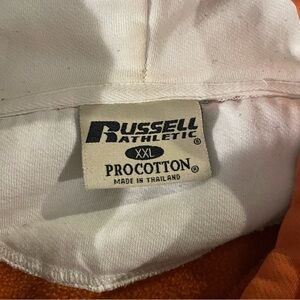 RUSSELL
ATHLETIC®
XXL
PROCOTTON®
MADE IN THAILAND